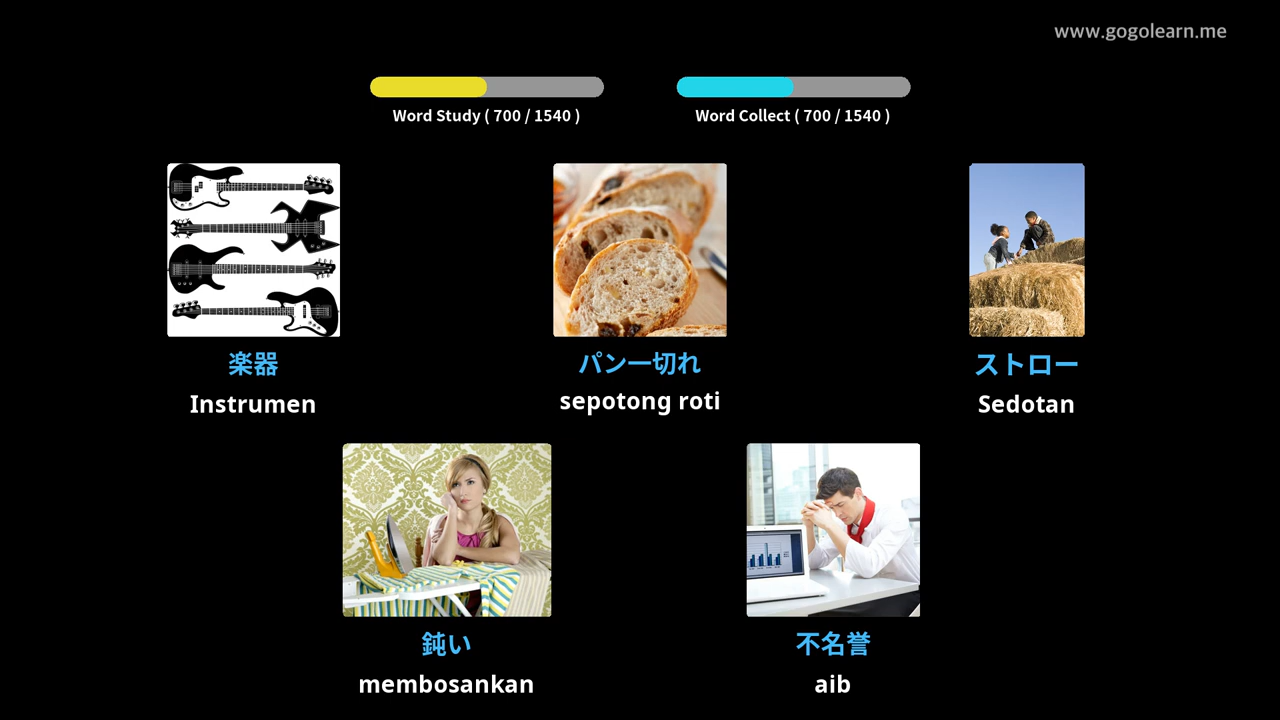 www.gogolearn.me
Word Study ( 700 / 1540 )
Word Collect ( 700 / 1540 )
楽器
Instrumen
パン一切れ
sepotong roti
ストロー
Sedotan
鈍い
membosankan
不名誉
aib